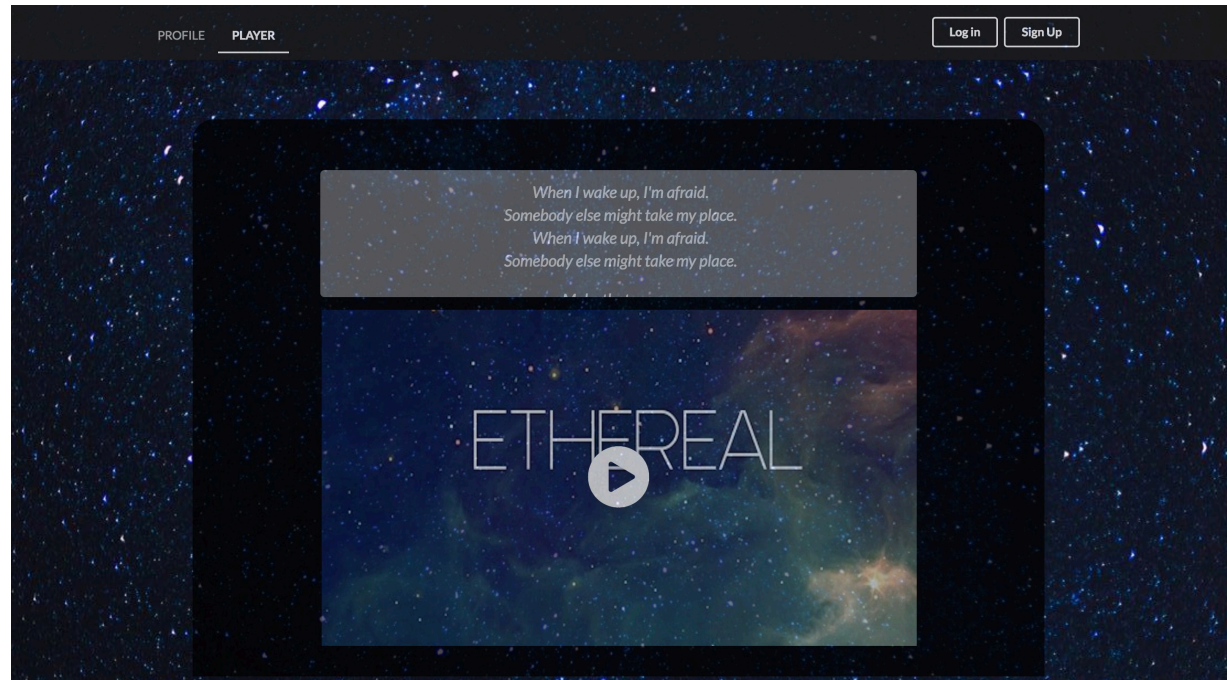 PROFILE PLAYER Log in Sign Up
When I wake up, I'm afraid.
Somebody else might take my place.
When I wake up, I'm afraid.
Somebody else might take my place.
ETHEREAL